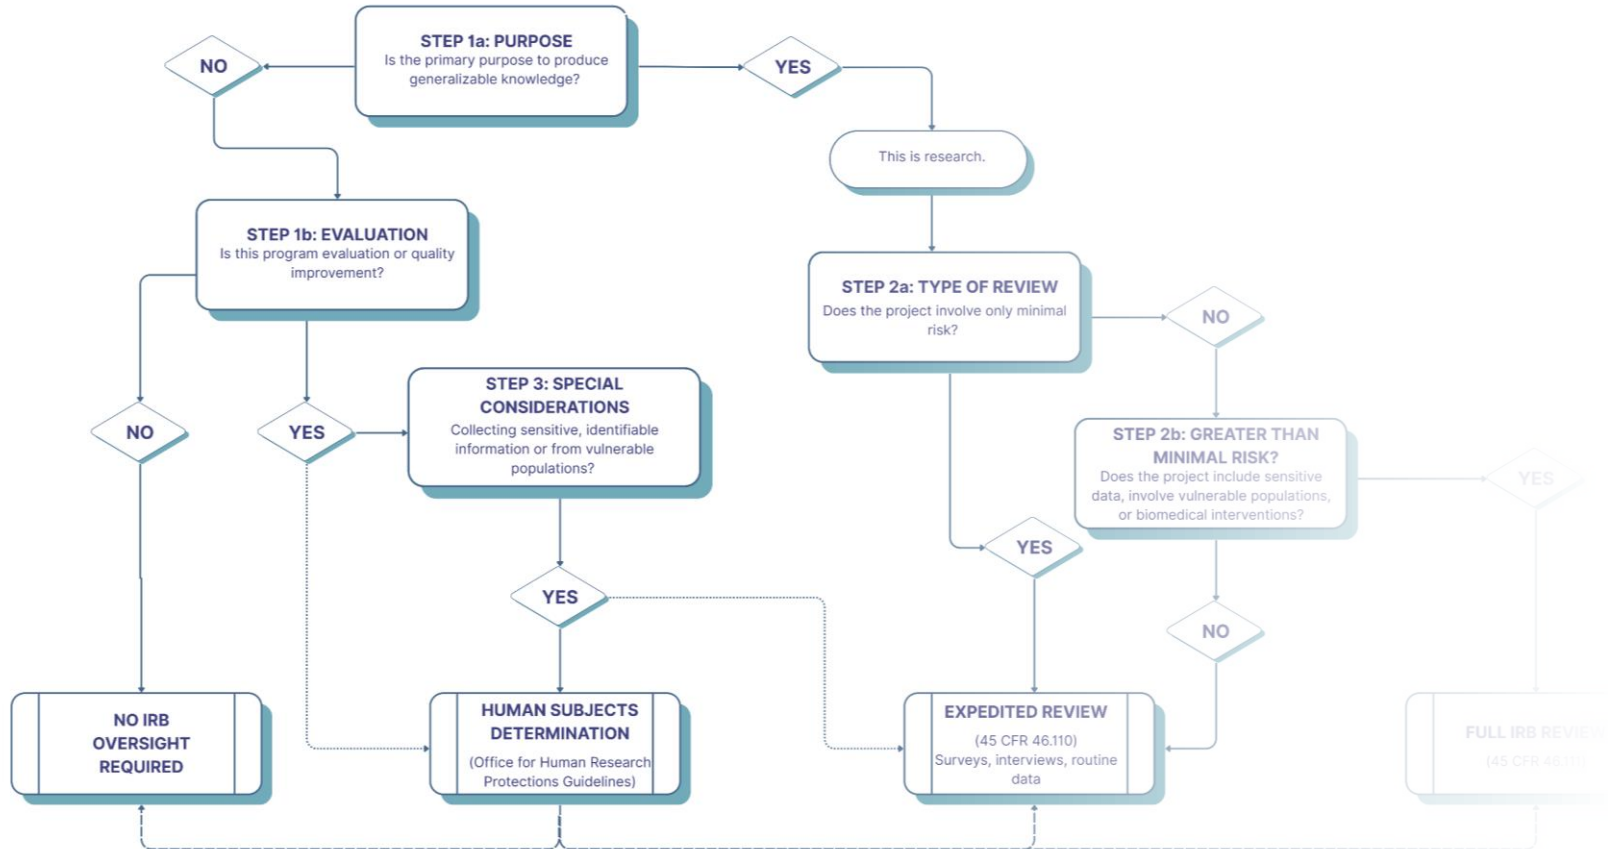 STEP 1a: PURPOSE
Is the primary purpose to produce
generalizable knowledge?
NO
YES
This is research.
STEP 1b: EVALUATION
Is this program evaluation or quality
improvement?
STEP 2a: TYPE OF REVIEW
Does the project involve only minimal
risk?
NO
STEP 3: SPECIAL
CONSIDERATIONS
Collecting sensitive, identifiable
information or from vulnerable
populations?
NO
YES
STEP 2b: GREATER THAN
MINIMAL RISK?
Does the project include sensitive
data, involve vulnerable populations,
or biomedical interventions?
YES
YES
YES
NO
NO IRB
OVERSIGHT
REQUIRED
HUMAN SUBJECTS
DETERMINATION
(Office for Human Research
Protections Guidelines)
EXPEDITED REVIEW
(45 CFR 46.110)
Surveys, interviews, routine
data
FULL IRB REVIEW
(45 CFR